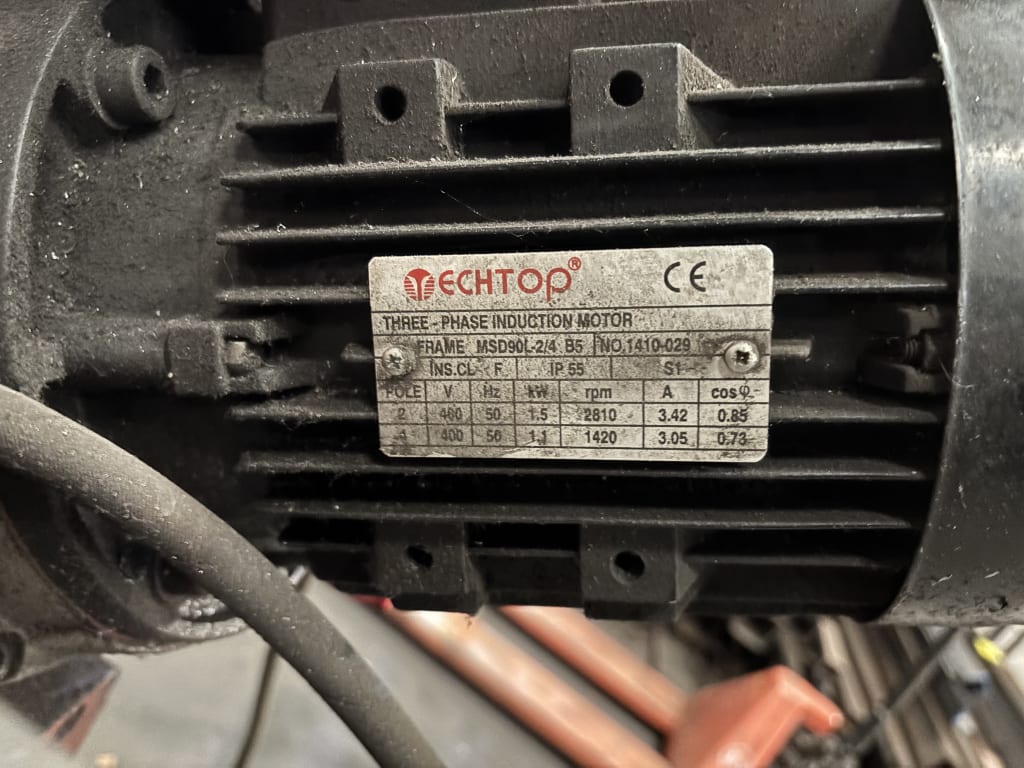 TECHTOP® CE
THREE - PHASE INDUCTION MOTOR
FRAME MSD90L-2/4 B5 NO.1410-029
INS.CL F IP 55 S1
POLE V Hz kW rpm A cosφ
2 400 50 1.5 2810 3.42 0.85
4 400 50 1.1 1420 3.05 0.73